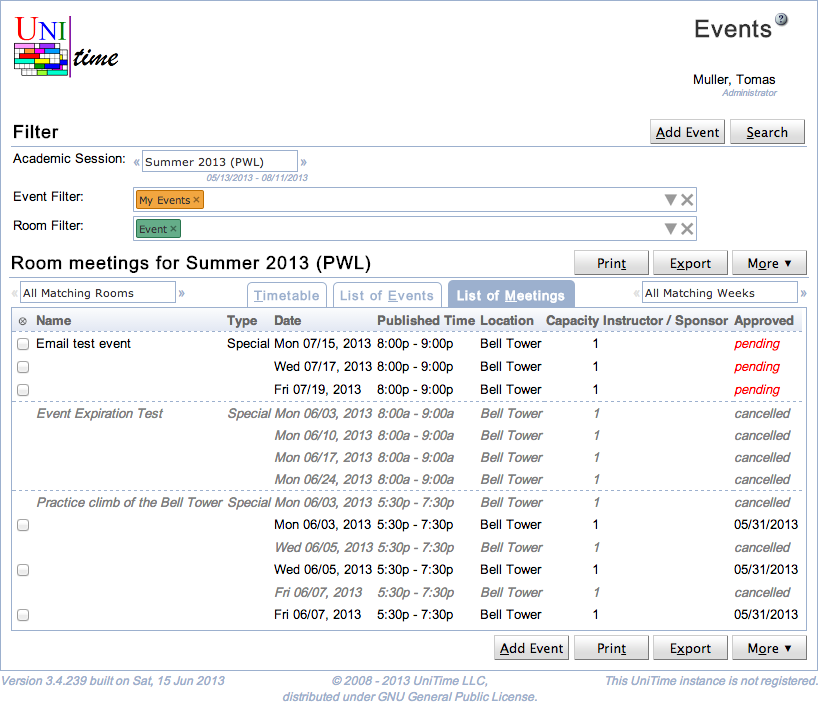 UNI
time
Events ?
Muller, Tomas
Administrator
Filter
Add Event Search
Academic Session: « Summer 2013 (PWL) »
05/13/2013 - 08/11/2013
Event Filter: My Events ×
Room Filter: Event ×
Room meetings for Summer 2013 (PWL) Print Export More ▼
« All Matching Rooms » Timetable List of Events List of Meetings « All Matching Weeks »
Name Type Date Published Time Location Capacity Instructor / Sponsor Approved
Email test event Special Mon 07/15, 2013 8:00p - 9:00p Bell Tower 1 pending
Wed 07/17, 2013 8:00p - 9:00p Bell Tower 1 pending
Fri 07/19, 2013 8:00p - 9:00p Bell Tower 1 pending
Event Expiration Test Special Mon 06/03, 2013 8:00a - 9:00a Bell Tower 1 cancelled
Mon 06/10, 2013 8:00a - 9:00a Bell Tower 1 cancelled
Mon 06/17, 2013 8:00a - 9:00a Bell Tower 1 cancelled
Mon 06/24, 2013 8:00a - 9:00a Bell Tower 1 cancelled
Practice climb of the Bell Tower Special Mon 06/03, 2013 5:30p - 7:30p Bell Tower 1 cancelled
Mon 06/03, 2013 5:30p - 7:30p Bell Tower 1 05/31/2013
Wed 06/05, 2013 5:30p - 7:30p Bell Tower 1 cancelled
Wed 06/05, 2013 5:30p - 7:30p Bell Tower 1 05/31/2013
Fri 06/07, 2013 5:30p - 7:30p Bell Tower 1 cancelled
Fri 06/07, 2013 5:30p - 7:30p Bell Tower 1 05/31/2013
Add Event Print Export More ▼
Version 3.4.239 built on Sat, 15 Jun 2013 © 2008 - 2013 UniTime LLC, This UniTime instance is not registered.
distributed under GNU General Public License.